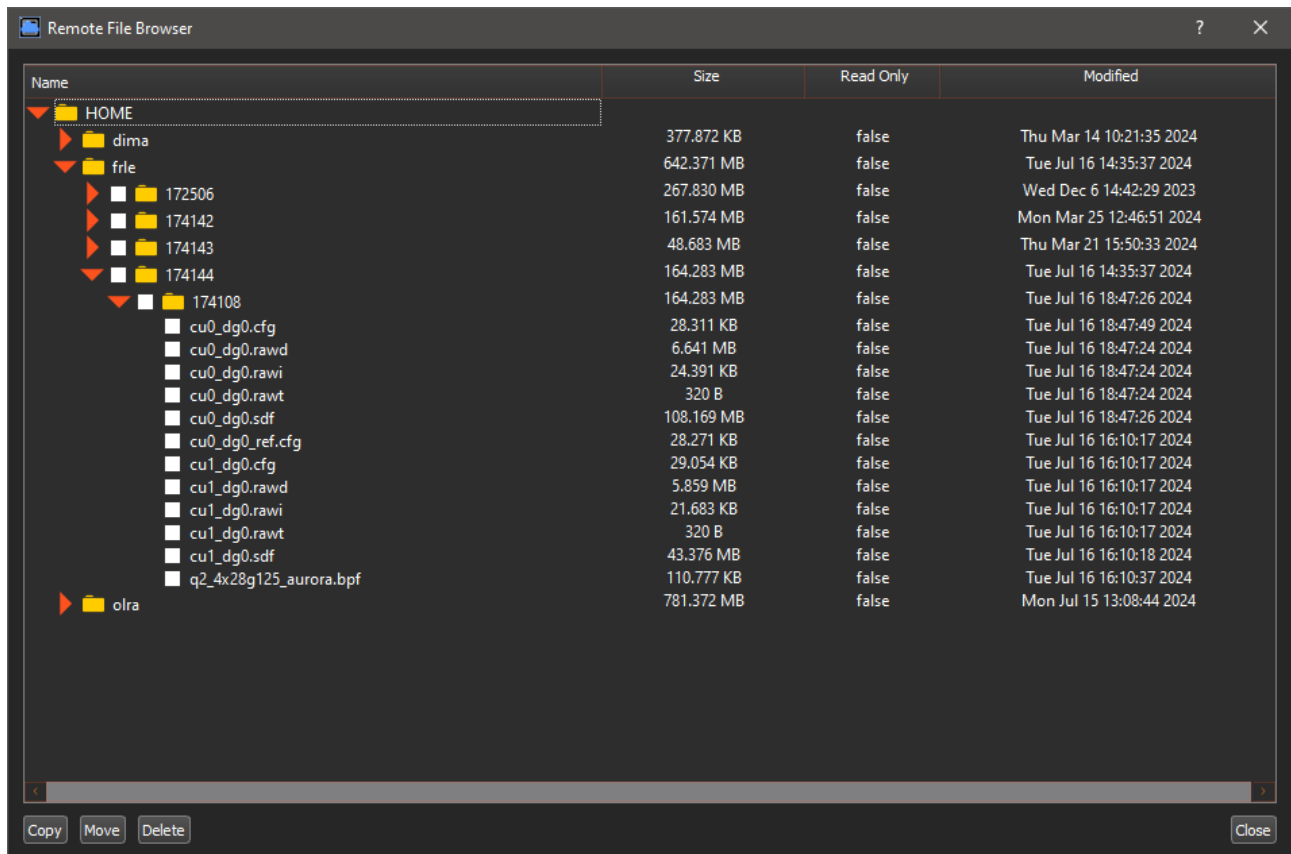 Remote File Browser ? ×
Name Size Read Only Modified
HOME
dima 377.872 KB false Thu Mar 14 10:21:35 2024
frle 642.371 MB false Tue Jul 16 14:35:37 2024
172506 267.830 MB false Wed Dec 6 14:42:29 2023
174142 161.574 MB false Mon Mar 25 12:46:51 2024
174143 48.683 MB false Thu Mar 21 15:50:33 2024
174144 164.283 MB false Tue Jul 16 14:35:37 2024
174108 164.283 MB false Tue Jul 16 18:47:26 2024
cu0_dg0.cfg 28.311 KB false Tue Jul 16 18:47:49 2024
cu0_dg0.rawd 6.641 MB false Tue Jul 16 18:47:24 2024
cu0_dg0.rawi 24.391 KB false Tue Jul 16 18:47:24 2024
cu0_dg0.rawt 320 B false Tue Jul 16 18:47:24 2024
cu0_dg0.sdf 108.169 MB false Tue Jul 16 18:47:26 2024
cu0_dg0_ref.cfg 28.271 KB false Tue Jul 16 16:10:17 2024
cu1_dg0.cfg 29.054 KB false Tue Jul 16 16:10:17 2024
cu1_dg0.rawd 5.859 MB false Tue Jul 16 16:10:17 2024
cu1_dg0.rawi 21.683 KB false Tue Jul 16 16:10:17 2024
cu1_dg0.rawt 320 B false Tue Jul 16 16:10:17 2024
cu1_dg0.sdf 43.376 MB false Tue Jul 16 16:10:18 2024
q2_4x28g125_aurora.bpf 110.777 KB false Tue Jul 16 16:10:37 2024
olra 781.372 MB false Mon Jul 15 13:08:44 2024
Copy Move Delete Close